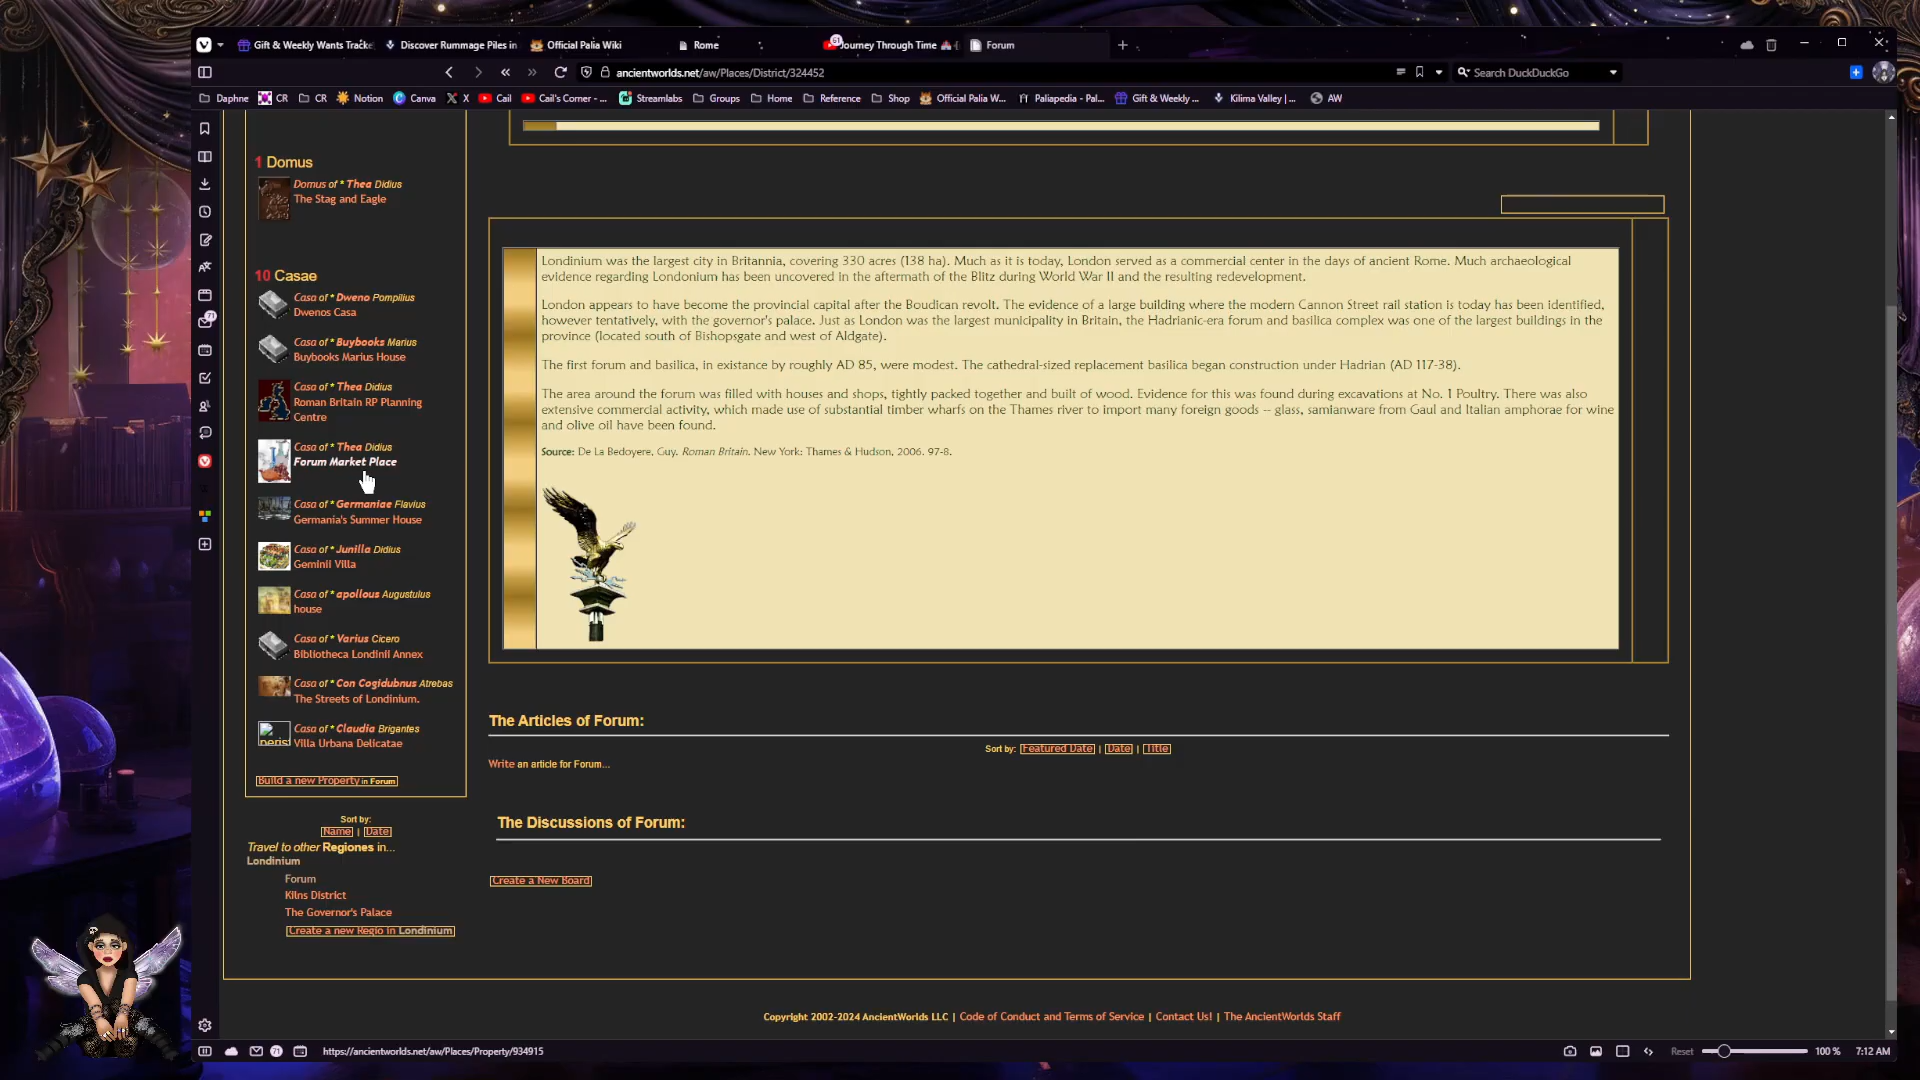 Gift & Weekly Wants Tracke
Discover Rummage Piles in
Official Palia Wiki
Rome
61
Journey Through Time
Forum
ancientworlds.net/aw/Places/District/324452
Search DuckDuckGo
Daphne
CR
CR
Notion
Canva
X
Cail
Cail's Corner - ...
Streamlabs
Groups
Home
Reference
Shop
Official Palia W...
Paliapedia - Pal...
Gift & Weekly ...
Kilima Valley | ...
AW
1 Domus
Domus of * Thea Didius
The Stag and Eagle
10 Casae
Casa of * Dweno Pompilius
Dwenos Casa
Casa of * Buybooks Marius
Buybooks Marius House
Casa of * Thea Didius
Roman Britain RP Planning
Centre
Casa of * Thea Didius
Forum Market Place
Casa of * Germaniae Flavius
Germania's Summer House
Casa of * Junilla Didius
Geminii Villa
Casa of * apollous Augustulus
house
Casa of * Varius Cicero
Bibliotheca Londinii Annex
Casa of * Con Cogidubnus Atrebas
The Streets of Londinium.
Casa of * Claudia Brigantes
Villa Urbana Delicatae
peris
Build a new Property in Forum
Sort by:
Name | Date
Travel to other Regiones in...
Londinium
Forum
Kilns District
The Governor's Palace
Create a new Regio in Londinium
Londinium was the largest city in Britannia, covering 330 acres (138 ha). Much as it is today, London served as a commercial center in the days of ancient Rome. Much archaeological
evidence regarding Londonium has been uncovered in the aftermath of the Blitz during World War II and the resulting redevelopment.
London appears to have become the provincial capital after the Boudican revolt. The evidence of a large building where the modern Cannon Street rail station is today has been identified,
however tentatively, with the governor's palace. Just as London was the largest municipality in Britain, the Hadrianic-era forum and basilica complex was one of the largest buildings in the
province (located south of Bishopsgate and west of Aldgate).
The first forum and basilica, in existance by roughly AD 85, were modest. The cathedral-sized replacement basilica began construction under Hadrian (AD 117-38).
The area around the forum was filled with houses and shops, tightly packed together and built of wood. Evidence for this was found during excavations at No. 1 Poultry. There was also
extensive commercial activity, which made use of substantial timber wharfs on the Thames river to import many foreign goods -- glass, samianware from Gaul and Italian amphorae for wine
and olive oil have been found.
Source: De La Bedoyere, Guy. Roman Britain. New York: Thames & Hudson, 2006. 97-8.
The Articles of Forum:
Sort by: Featured Date | Date | Title
Write an article for Forum...
The Discussions of Forum:
Create a New Board
Copyright 2002-2024 AncientWorlds LLC | Code of Conduct and Terms of Service | Contact Us! | The AncientWorlds Staff
71
71
https://ancientworlds.net/aw/Places/Property/934915
Reset
100 %
7:12 AM